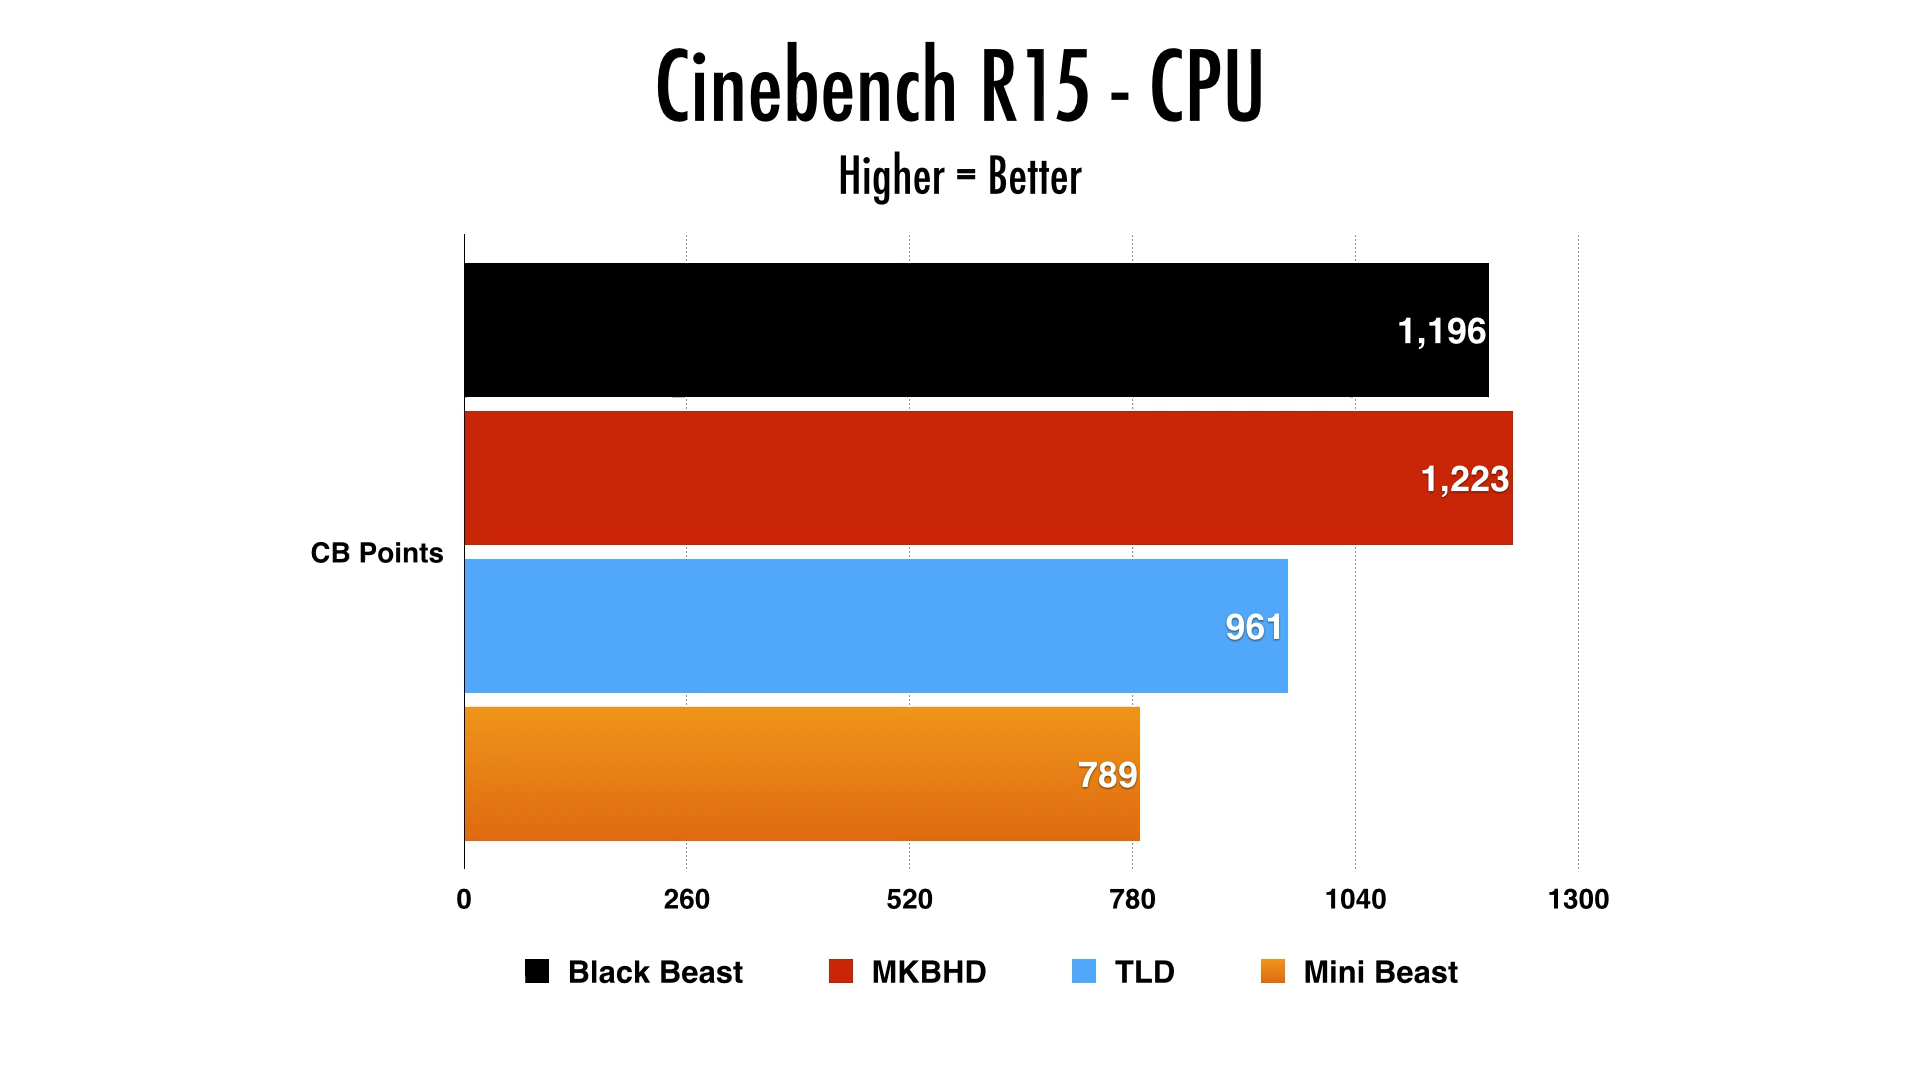 Cinebench R15 - CPU
Higher = Better
1,196
1,223
CB Points
961
789
0 260 520 780 1040 1300
Black Beast MKBHD TLD Mini Beast